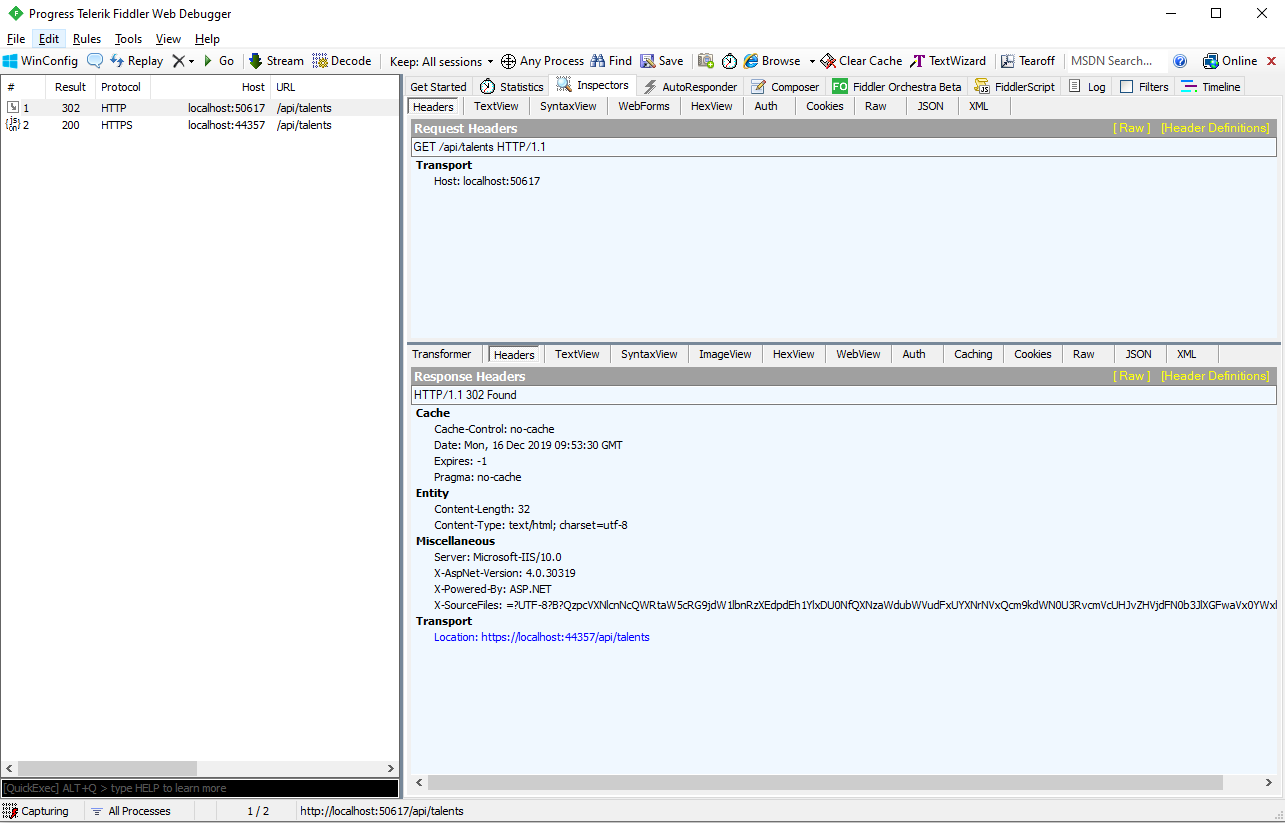 Progress Telerik Fiddler Web Debugger
File Edit Rules Tools View Help
WinConfig Replay Go Stream Decode Keep: All sessions Any Process Find Save Browse Clear Cache TextWizard Tearoff MSDN Search... Online
# Result Protocol Host URL
1 302 HTTP localhost:50617 /api/talents
2 200 HTTPS localhost:44357 /api/talents
[QuickExec] ALT+Q > type HELP to learn more
Get Started Statistics Inspectors AutoResponder Composer FO Fiddler Orchestra Beta FiddlerScript Log Filters Timeline
Headers TextView SyntaxView WebForms HexView Auth Cookies Raw JSON XML
Request Headers [ Raw ] [Header Definitions]
GET /api/talents HTTP/1.1
Transport
Host: localhost:50617
Transformer Headers TextView SyntaxView ImageView HexView WebView Auth Caching Cookies Raw JSON XML
Response Headers [ Raw ] [Header Definitions]
HTTP/1.1 302 Found
Cache
Cache-Control: no-cache
Date: Mon, 16 Dec 2019 09:53:30 GMT
Expires: -1
Pragma: no-cache
Entity
Content-Length: 32
Content-Type: text/html; charset=utf-8
Miscellaneous
Server: Microsoft-IIS/10.0
X-AspNet-Version: 4.0.30319
X-Powered-By: ASP.NET
X-SourceFiles:
Transport
Location: https://localhost:44357/api/talents
Capturing All Processes 1 / 2 http://localhost:50617/api/talents